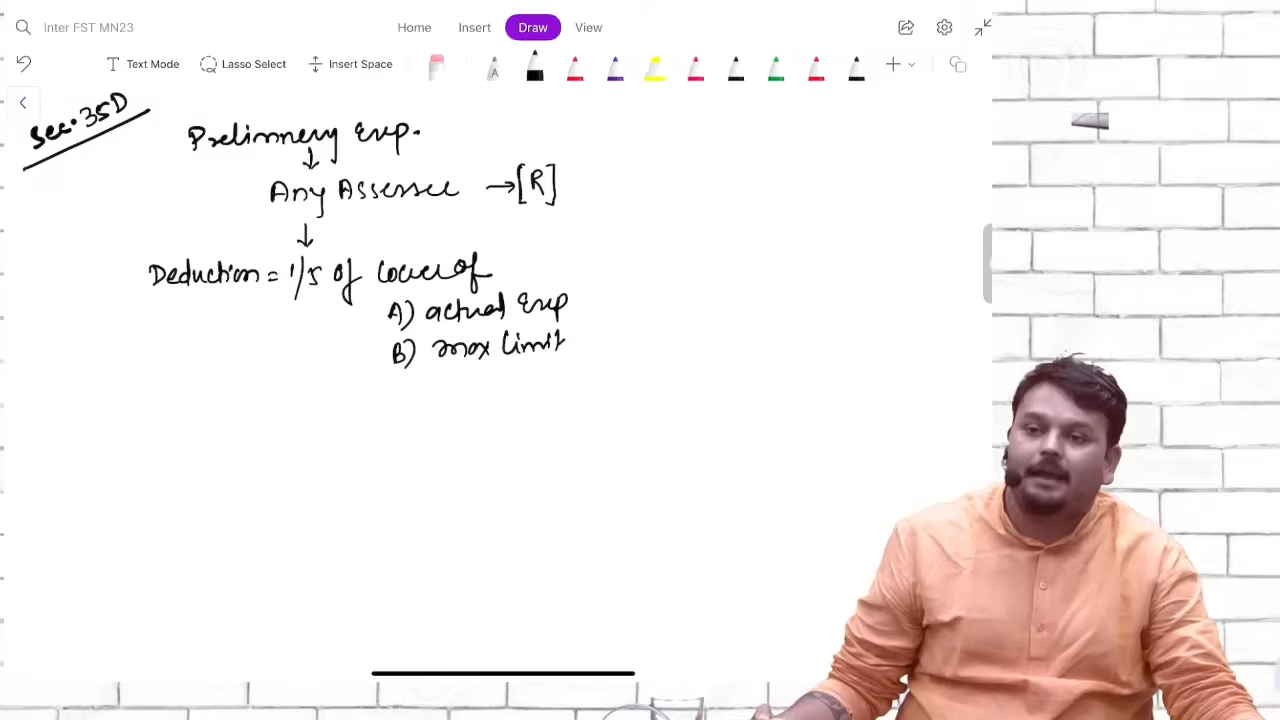 Inter FST MN23
Home Insert Draw View
Text Mode Lasso Select Insert Space
A
Sec. 35D
Prelimnery Exp.
↓
Any Assessee → [R]
↓
Deduction = 1/5 of lower of
A) actual Exp
B) max limit